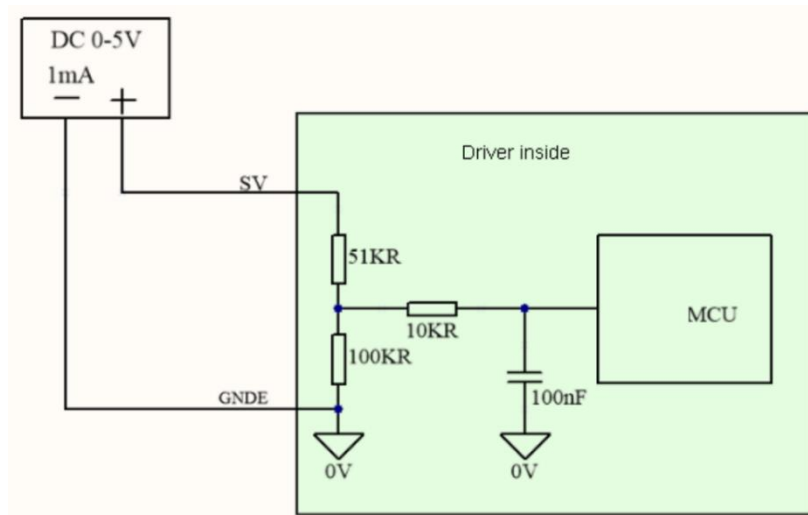 DC 0-5V
1mA
− +
Driver inside
SV
51KR
10KR
MCU
100KR
100nF
GNDE
0V
0V